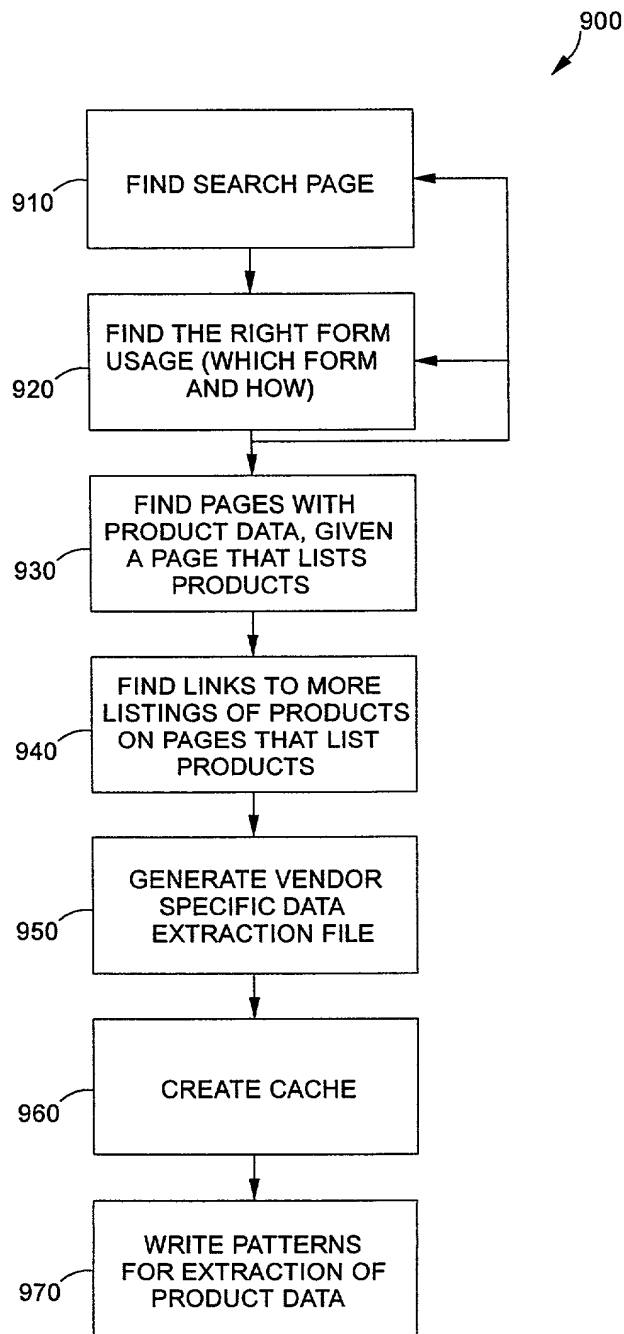 900
FIND SEARCH PAGE
910
FIND THE RIGHT FORM
USAGE (WHICH FORM
AND HOW)
920
FIND PAGES WITH
PRODUCT DATA, GIVEN
A PAGE THAT LISTS
PRODUCTS
930
FIND LINKS TO MORE
LISTINGS OF PRODUCTS
ON PAGES THAT LIST
PRODUCTS
940
GENERATE VENDOR
SPECIFIC DATA
EXTRACTION FILE
950
CREATE CACHE
960
WRITE PATTERNS
FOR EXTRACTION OF
PRODUCT DATA
970